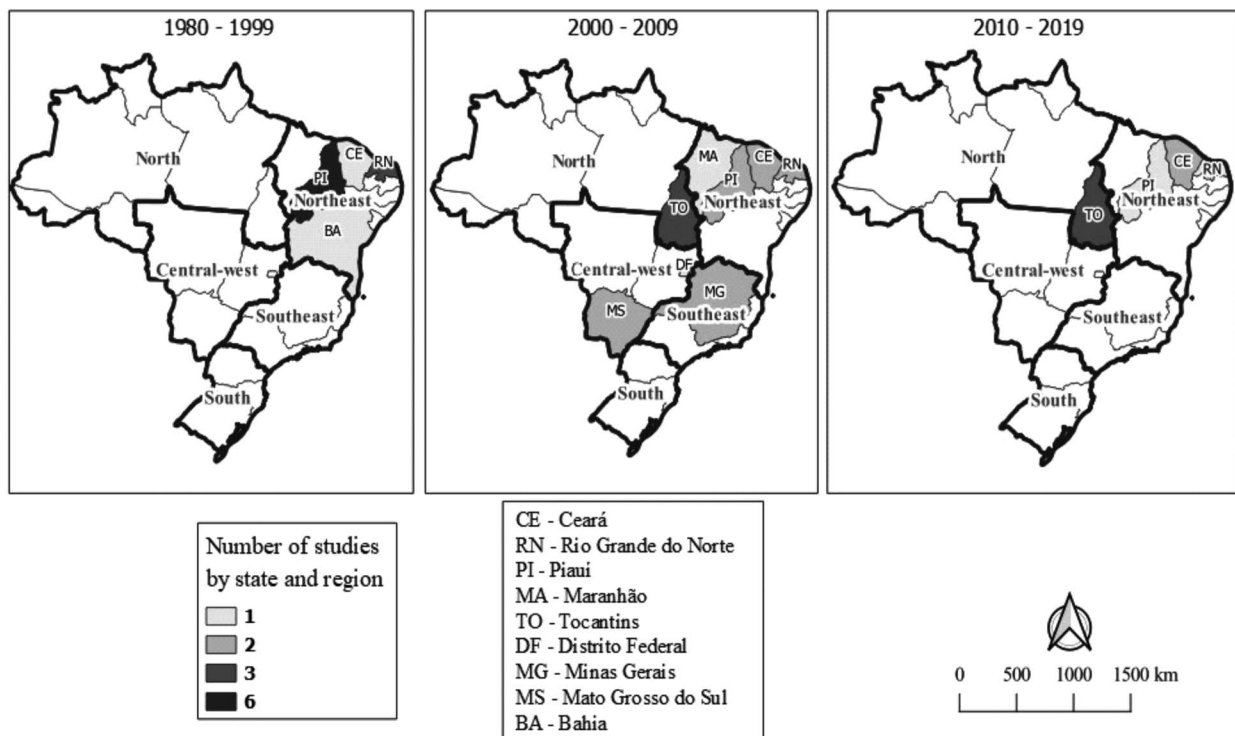 1980 - 1999
North
CE
RN
PI
Northeast
BA
Central-west
Southeast
South
2000 - 2009
North
MA
CE
RN
PI
Northeast
TO
Central-west
DF
MG
MS
Southeast
South
2010 - 2019
North
CE
RN
PI
Northeast
TO
Central-west
Southeast
South
Number of studies
by state and region
1
2
3
6
CE - Ceará
RN - Rio Grande do Norte
PI - Piauí
MA - Maranhão
TO - Tocantins
DF - Distrito Federal
MG - Minas Gerais
MS - Mato Grosso do Sul
BA - Bahia
0 500 1000 1500 km